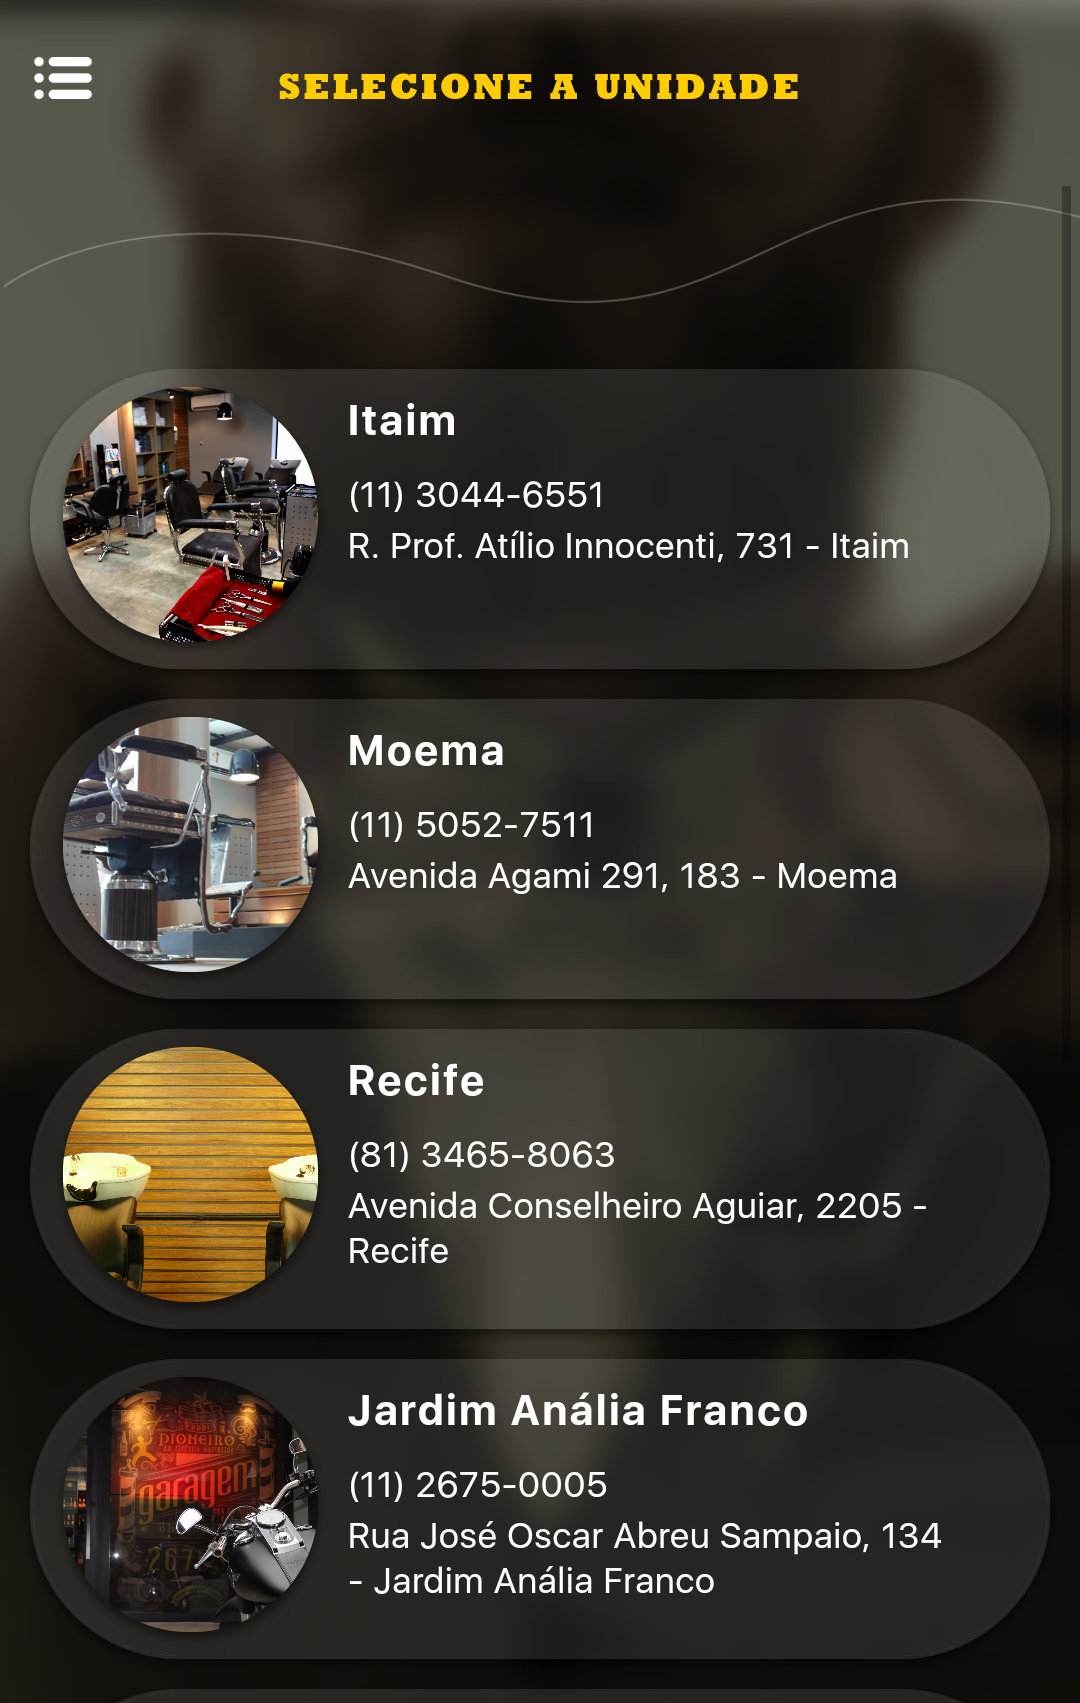 SELECIONE A UNIDADE
Itaim
(11) 3044-6551
R. Prof. Atílio Innocenti, 731 - Itaim
Moema
(11) 5052-7511
Avenida Agami 291, 183 - Moema
Recife
(81) 3465-8063
Avenida Conselheiro Aguiar, 2205 -
Recife
Jardim Anália Franco
(11) 2675-0005
Rua José Oscar Abreu Sampaio, 134
- Jardim Anália Franco
PIONEIRO
garagem